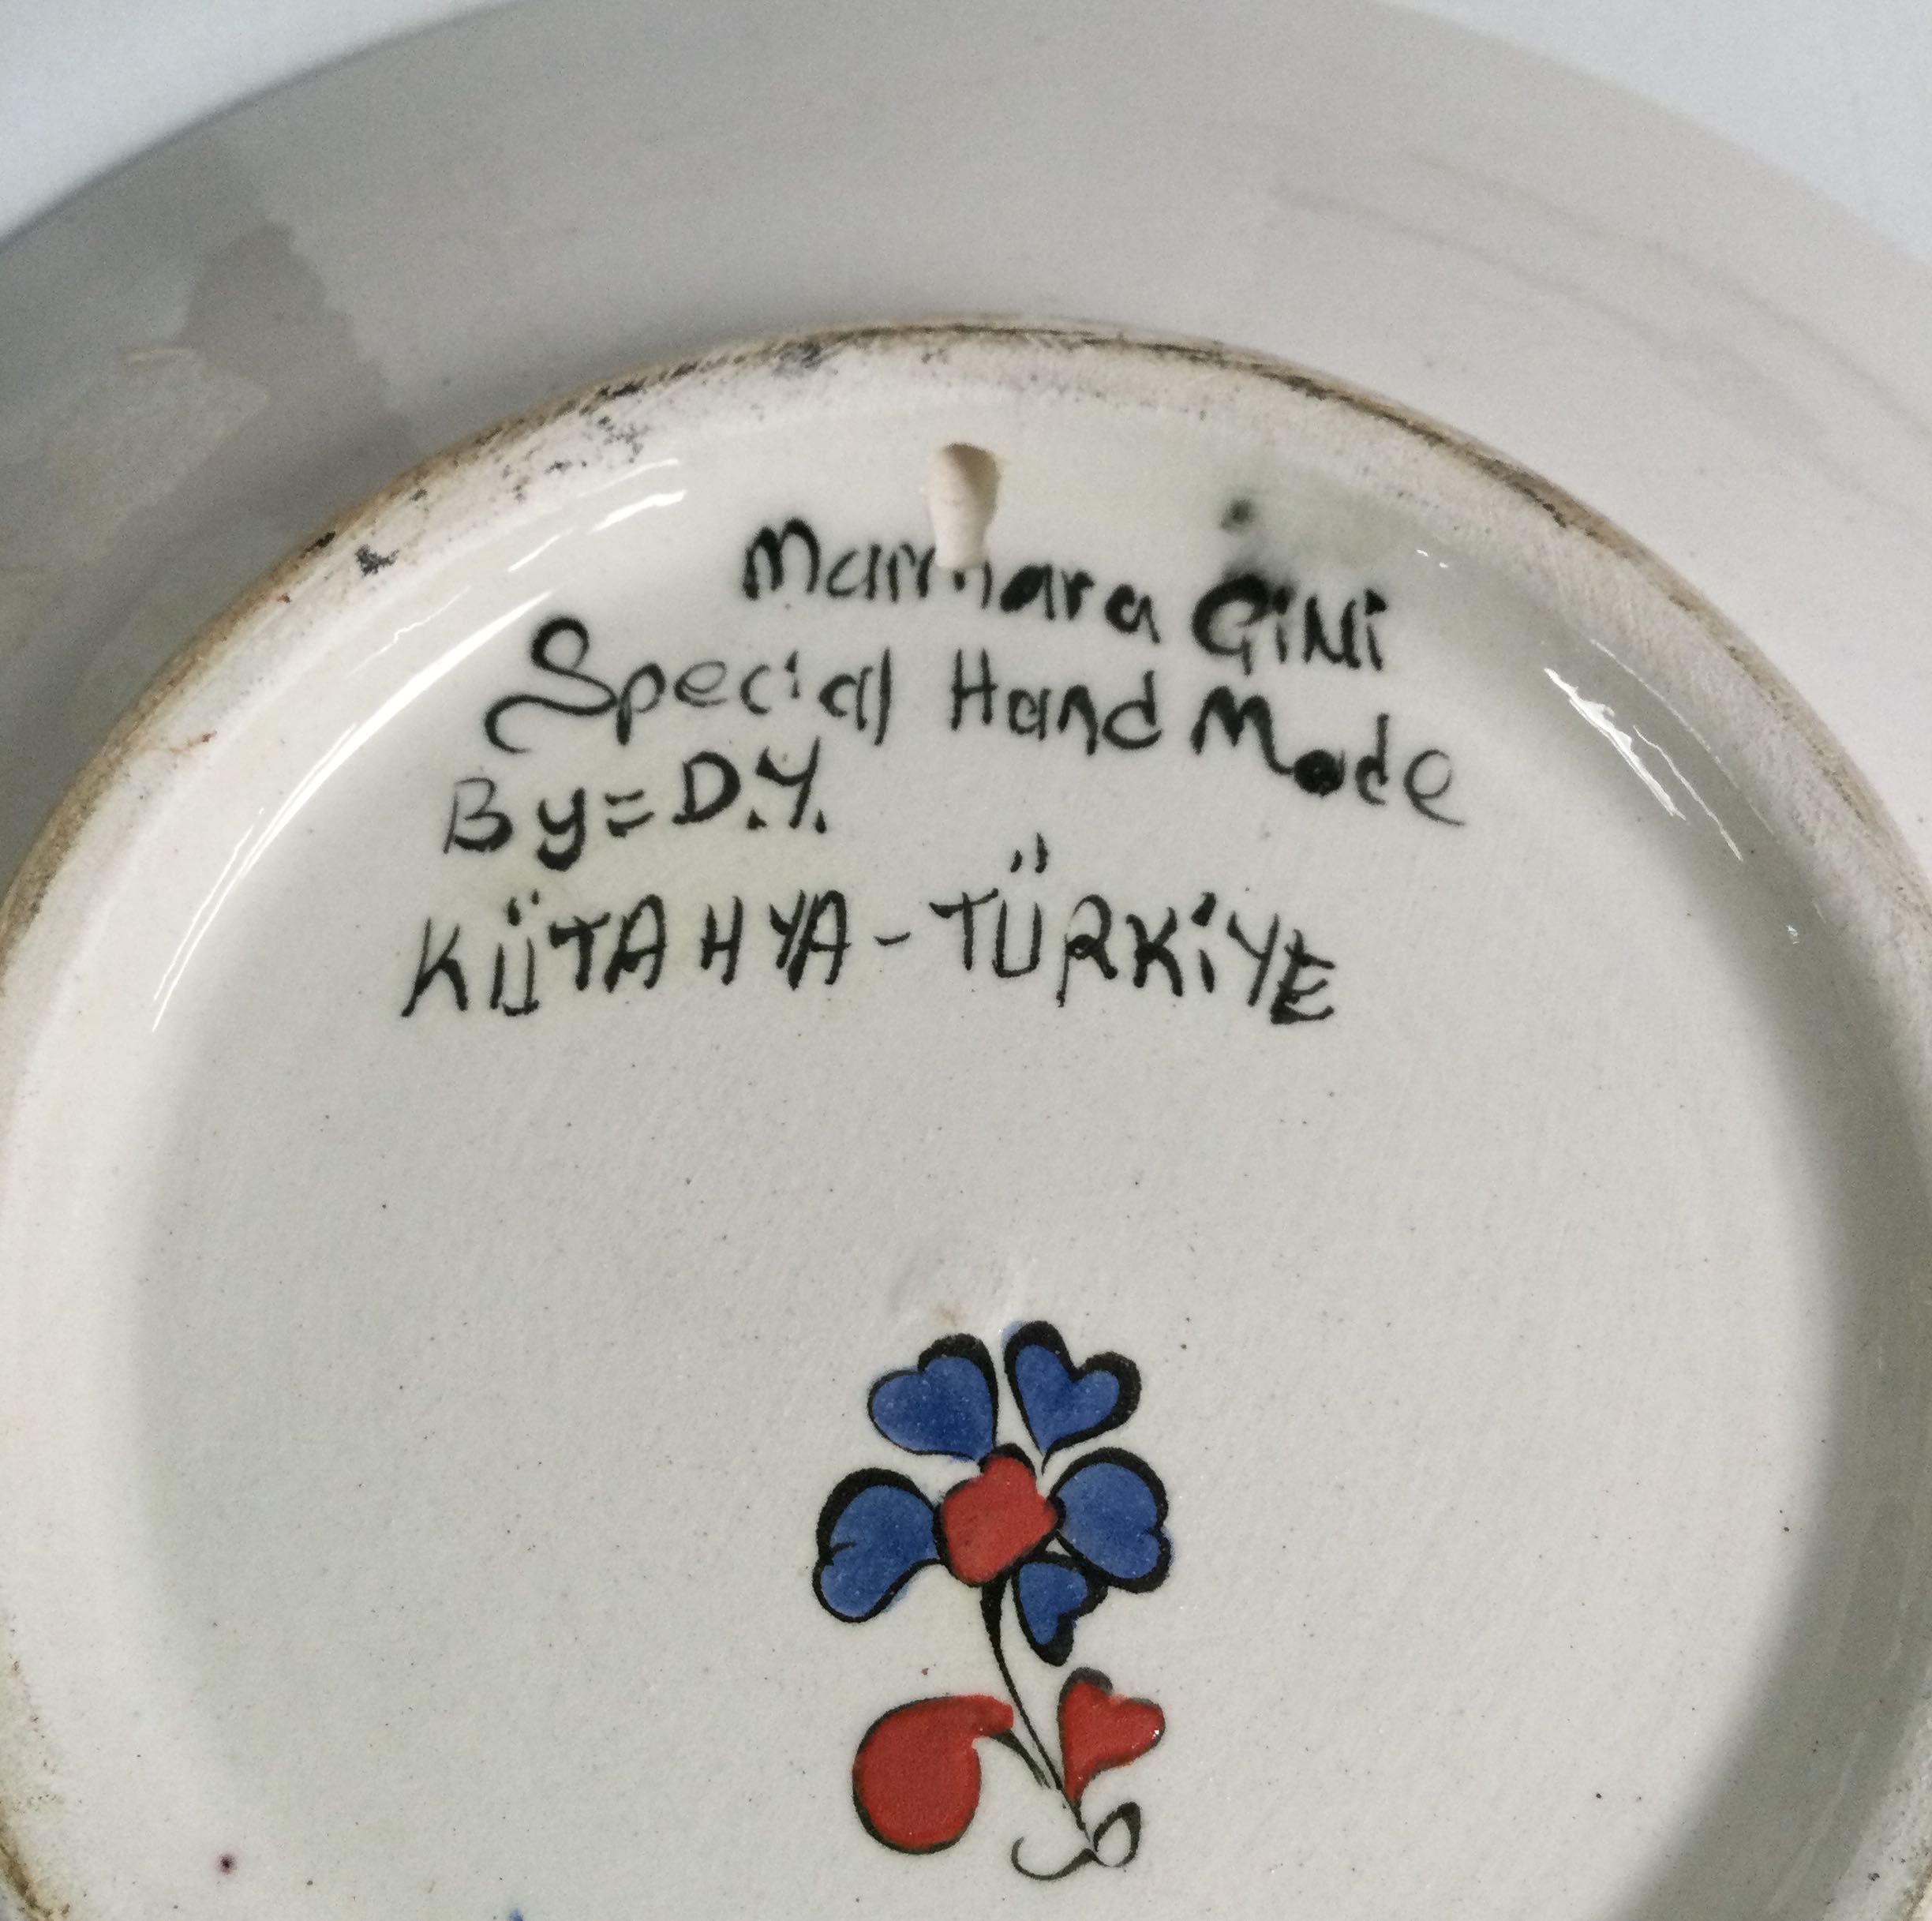 Marmara ÇiNi
Special Hand Made
By=D.Y.
KÜTAHYA-TÜRKİYE